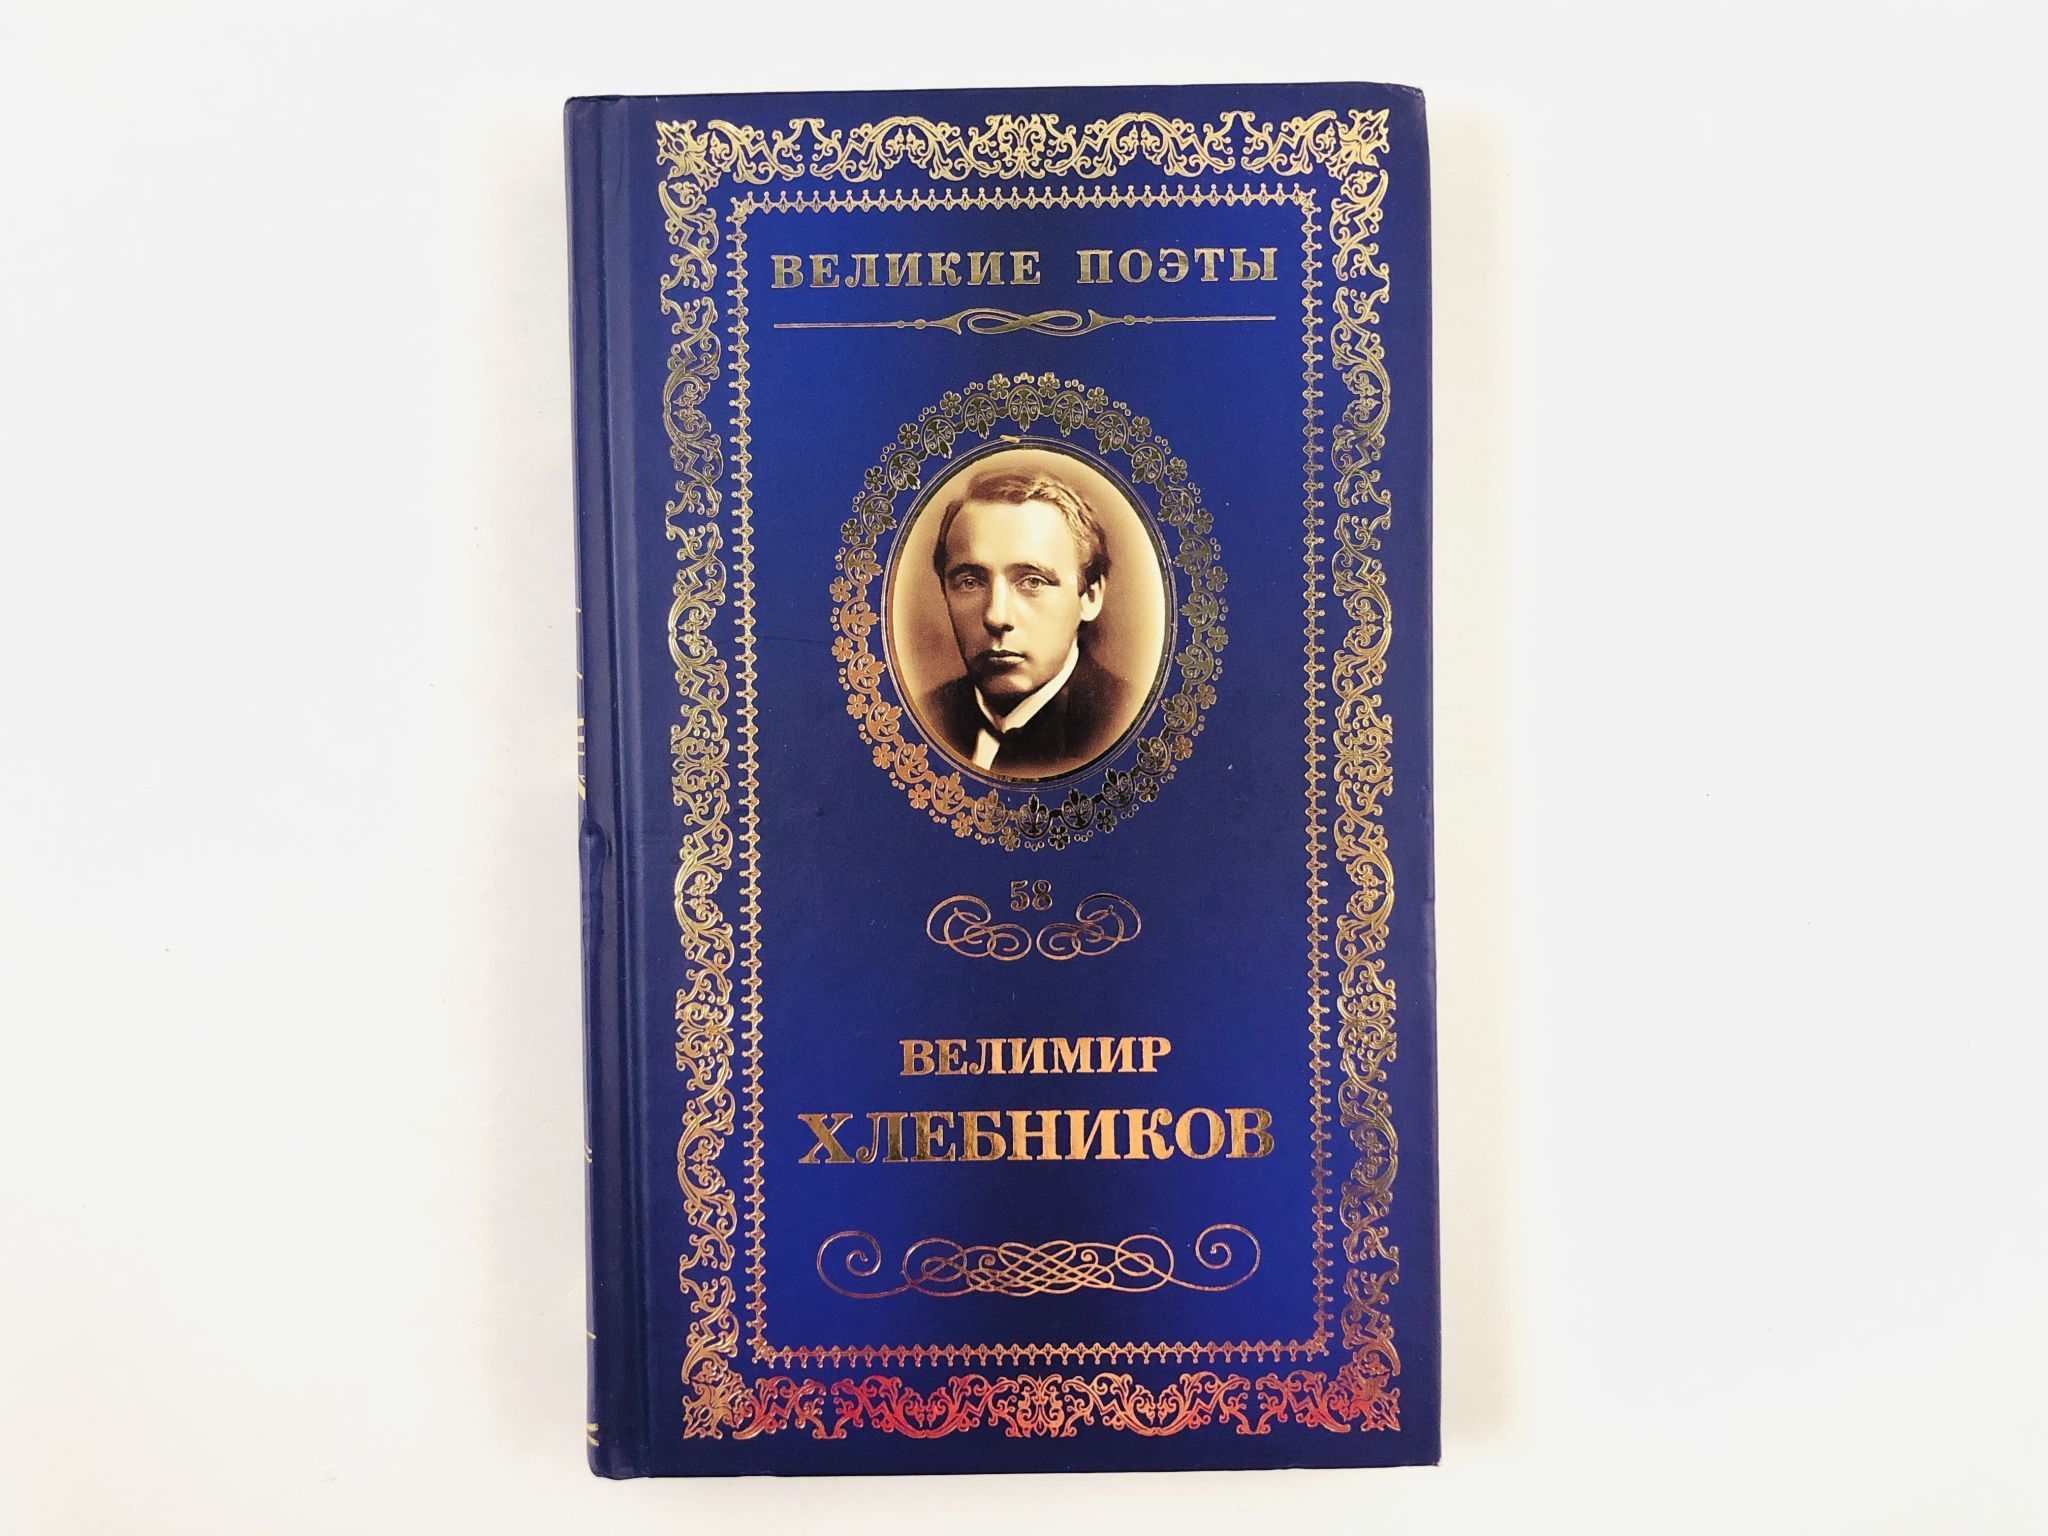 ВЕЛИКИЕ ПОЭТЫ
58
ВЕЛИМИР
ХЛЕБНИКОВ